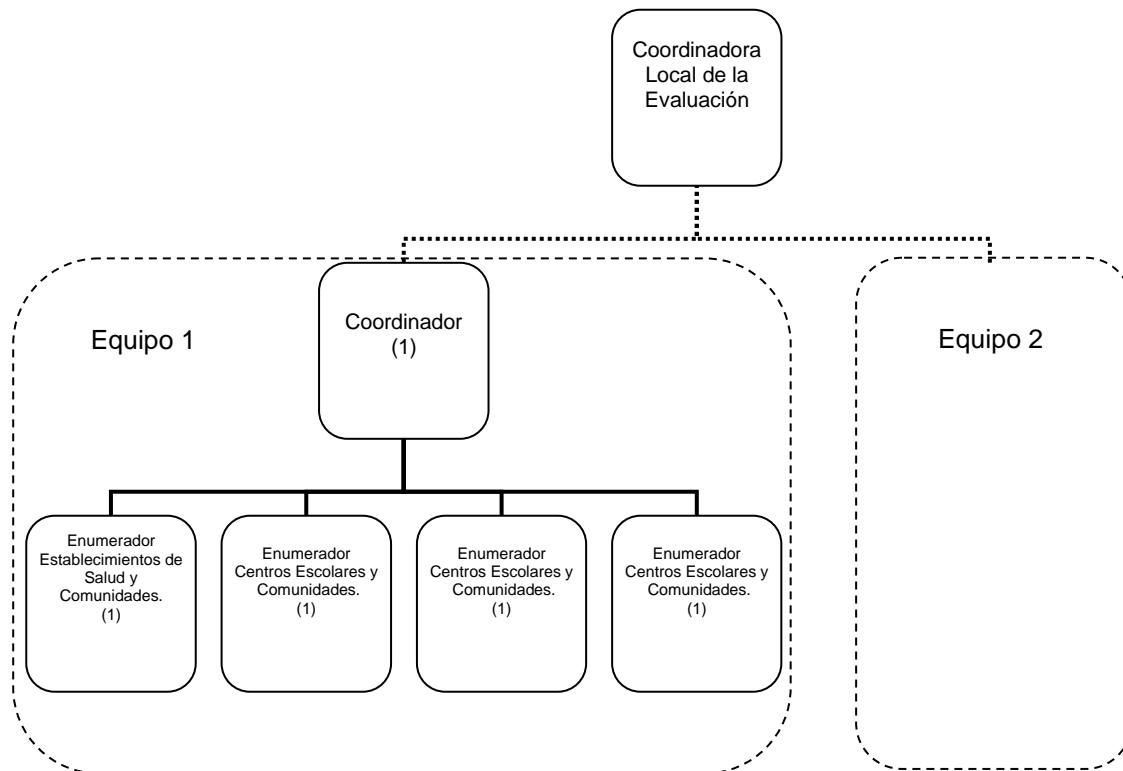 Coordinadora
Local de la
Evaluación
Equipo 1
Coordinador
(1)
Equipo 2
Enumerador
Establecimientos de
Salud y
Comunidades.
(1)
Enumerador
Centros Escolares y
Comunidades.
(1)
Enumerador
Centros Escolares y
Comunidades.
(1)
Enumerador
Centros Escolares y
Comunidades.
(1)